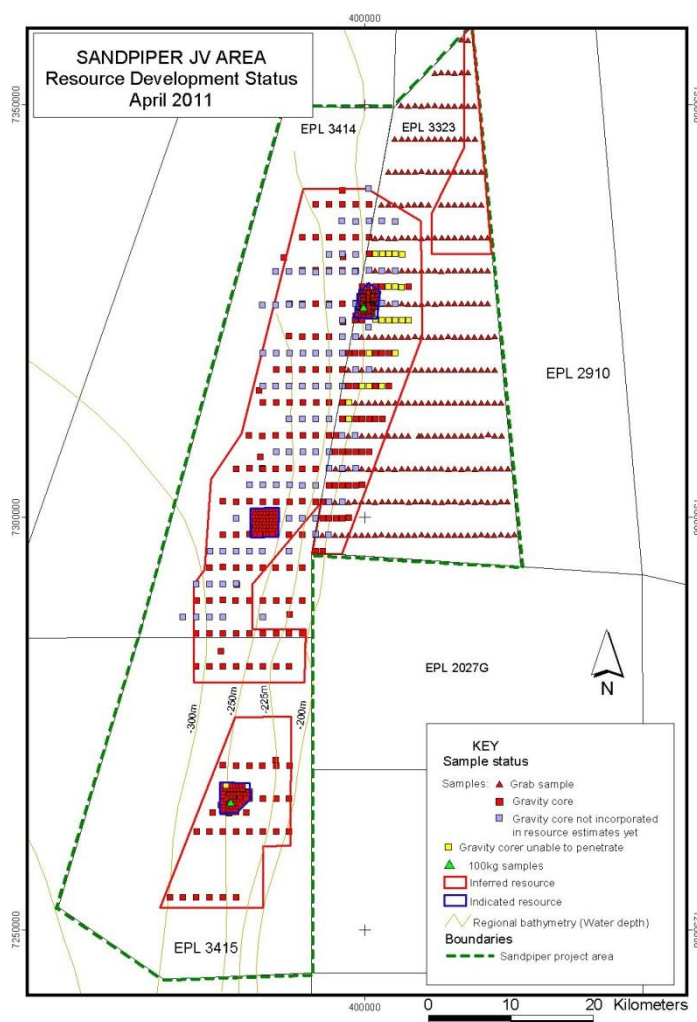 400000
SANDPIPER JV AREA
Resource Development Status
April 2011
7350000
7350000
EPL 3414
EPL 3323
EPL 2910
7300000
7300000
EPL 2027G
N
-300m
-250m
-225m
-200m
KEY
Sample status
Samples:
Grab sample
Gravity core
Gravity core not incorporated
in resource estimates yet
Gravity corer unable to penetrate
100kg samples
Inferred resource
Indicated resource
Regional bathymetry (Water depth)
Boundaries
Sandpiper project area
7250000
7250000
EPL 3415
400000
0 10 20 Kilometers